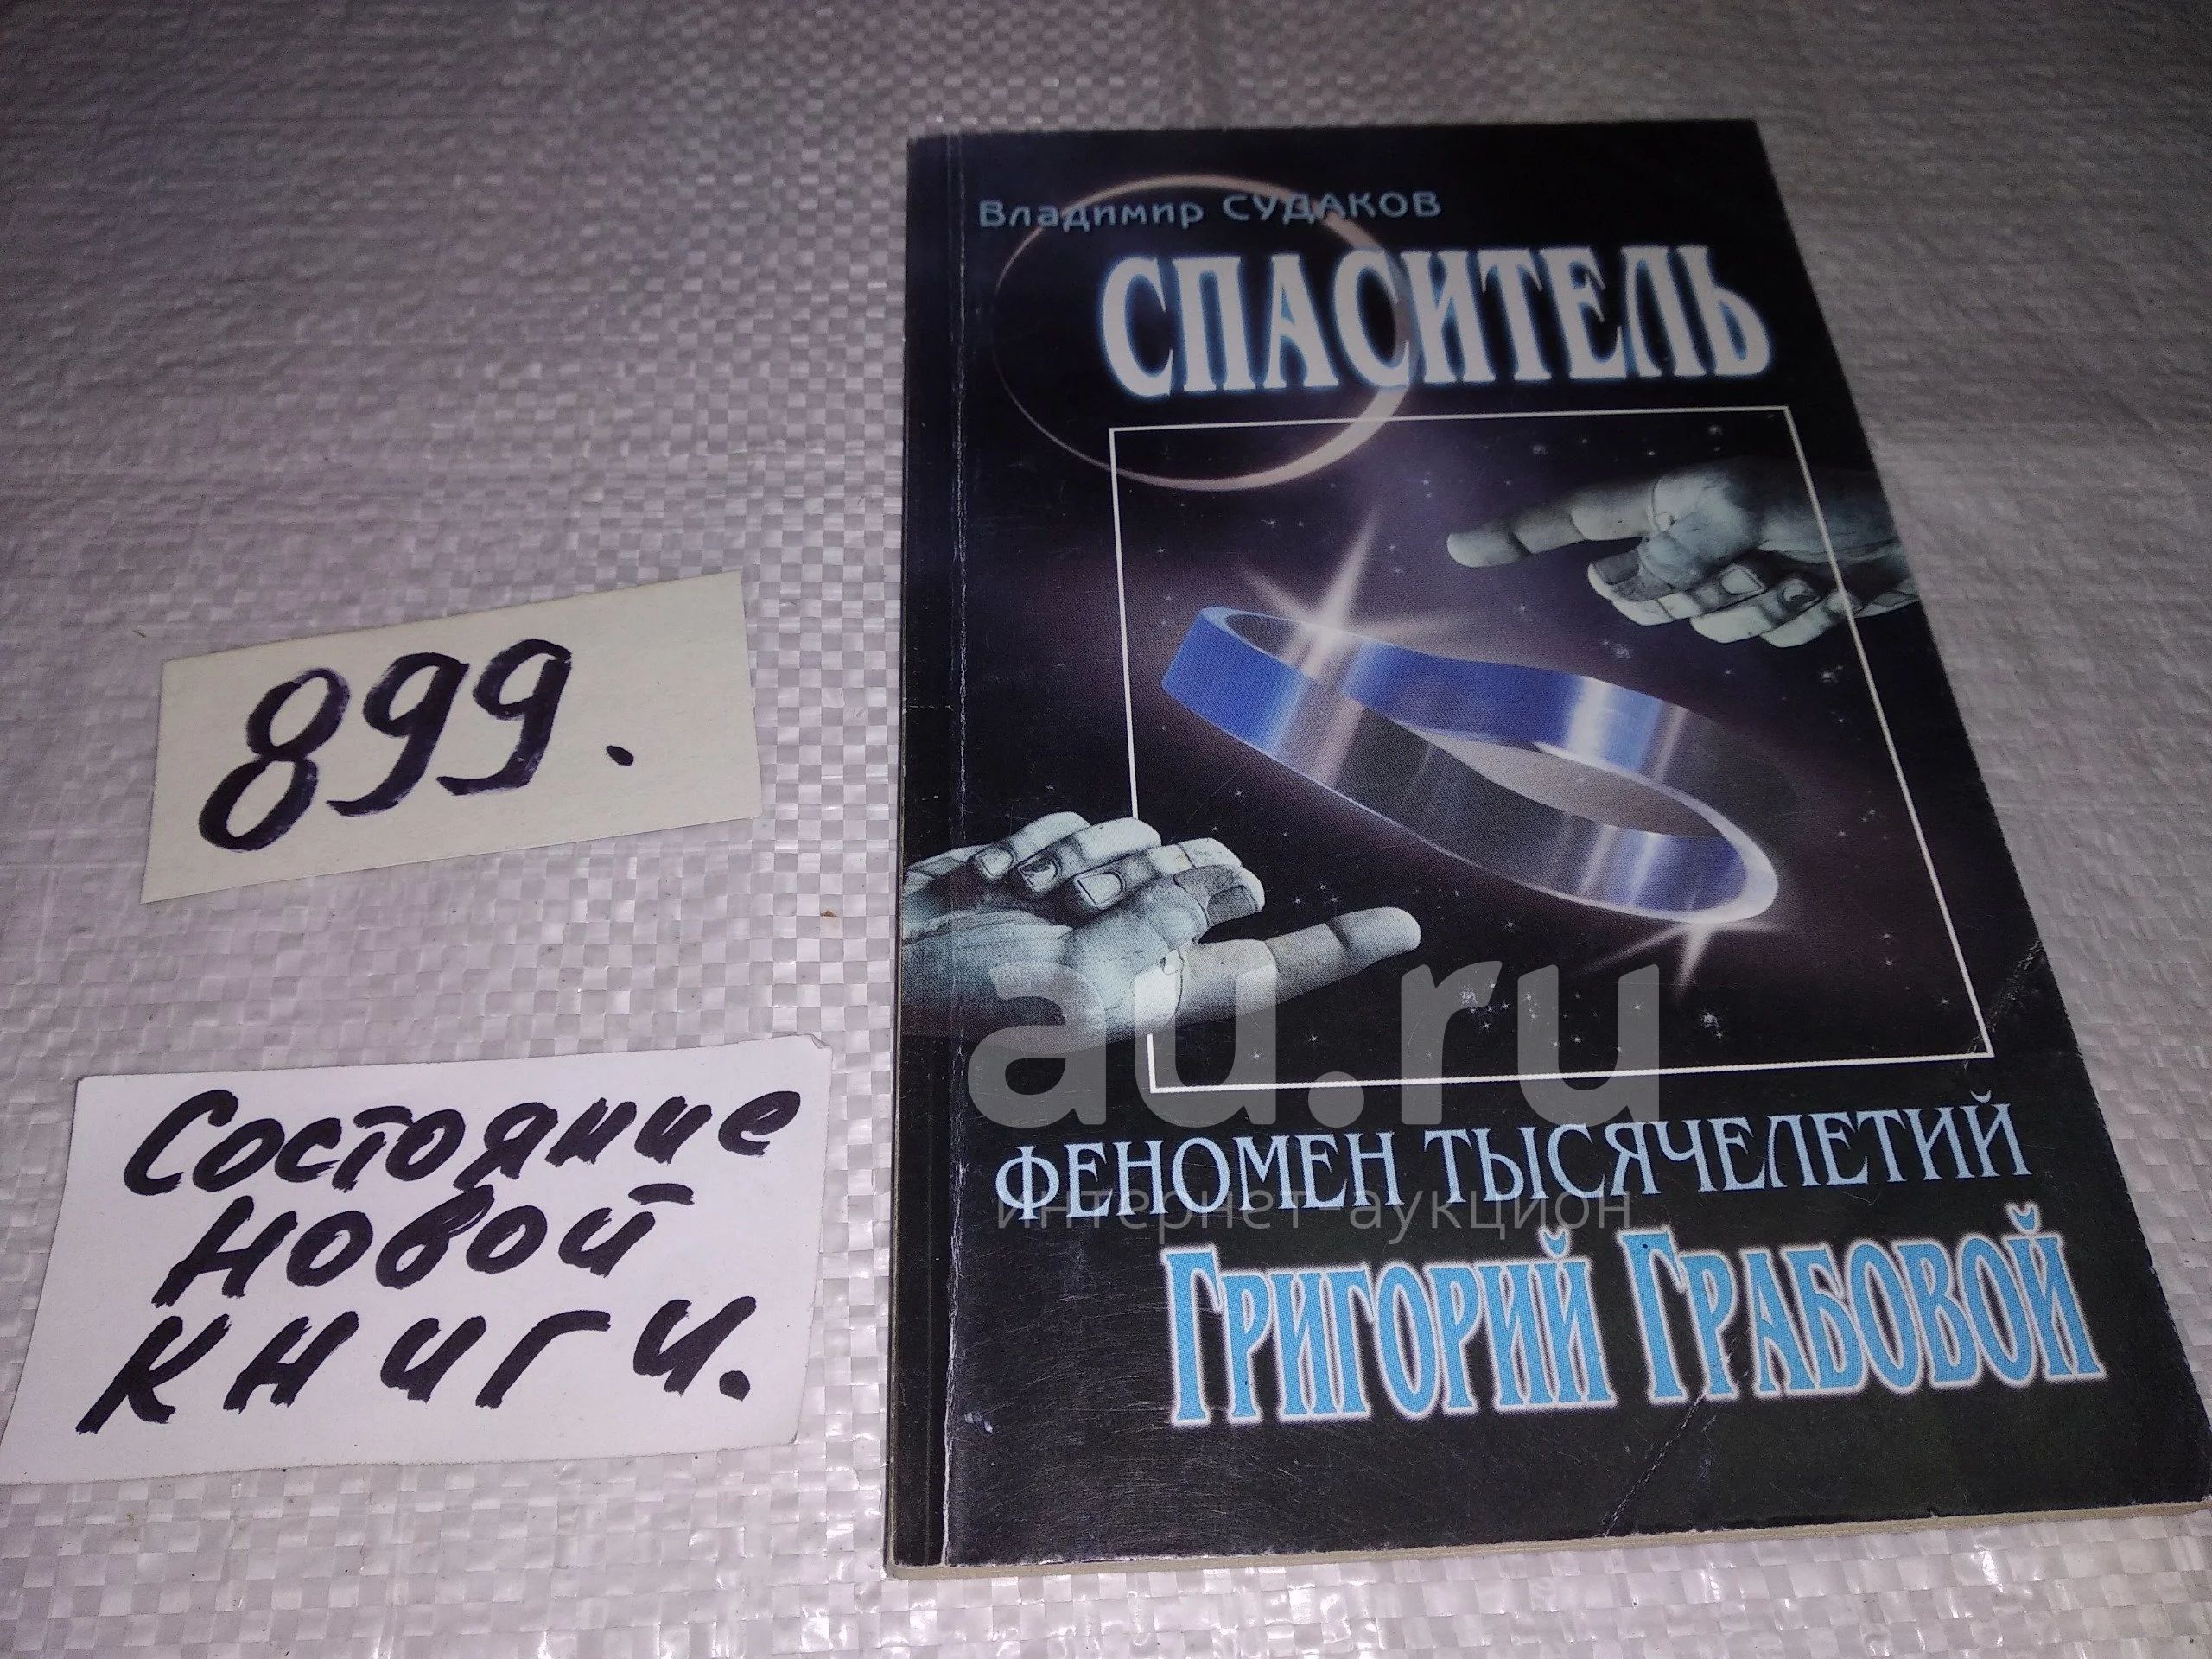 Владимир СУДАКОВ
СПАСИТЕЛЬ
899.
Состояние
новой
книги.
au.ru
ФЕНОМЕН ТЫСЯЧЕЛЕТИЙ
интернет аукцион
ГРИГОРИЙ ГРАБОВОЙ